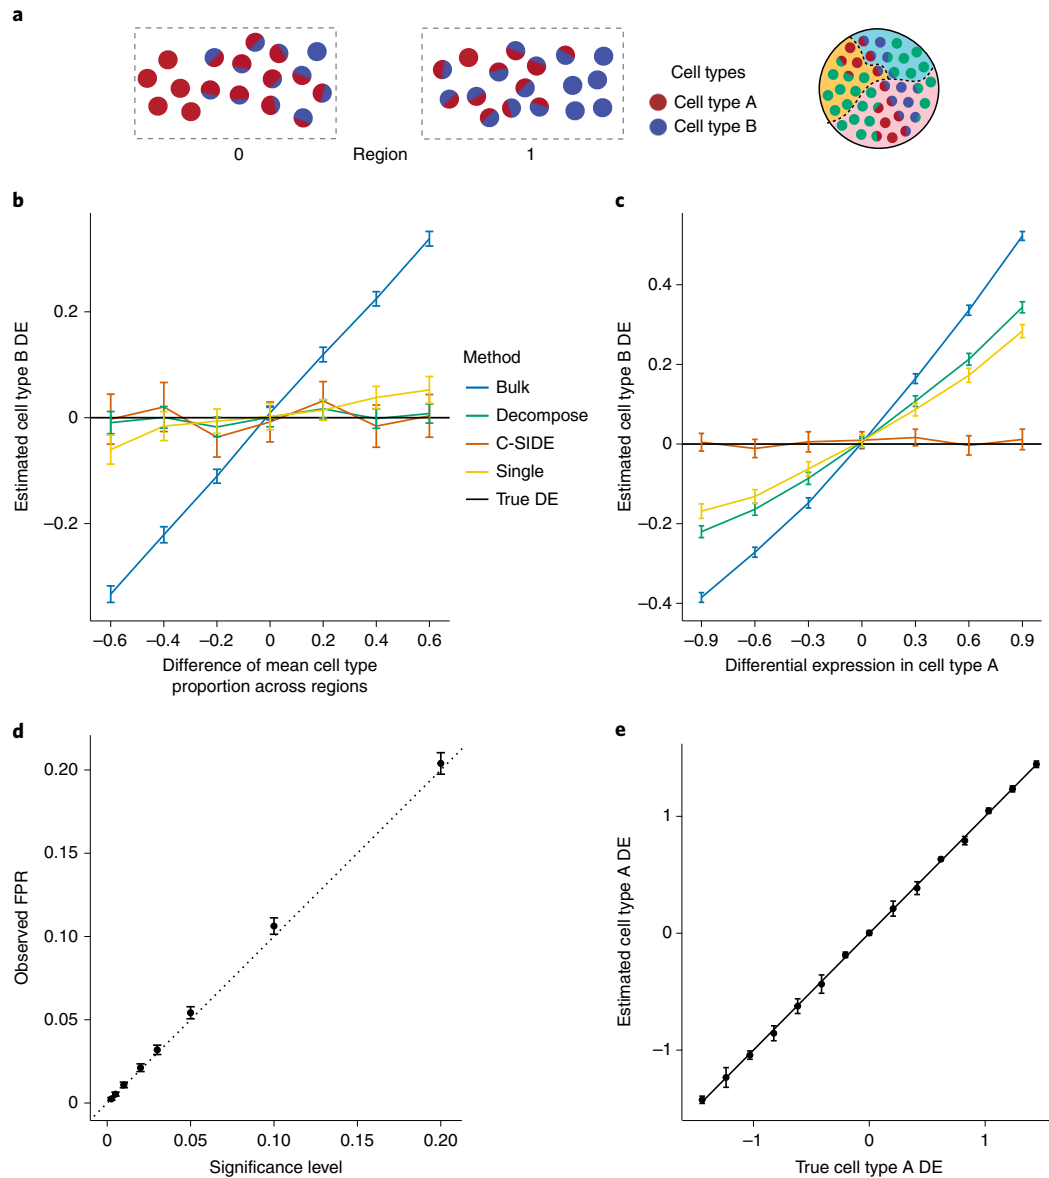 a
0
Region
1
Cell types
Cell type A
Cell type B
b
Estimated cell type B DE
0.2
0
−0.2
−0.6
−0.4
−0.2
0
0.2
0.4
0.6
Difference of mean cell type
proportion across regions
Method
Bulk
Decompose
C-SIDE
Single
True DE
c
Estimated cell type B DE
0.4
0.2
0
−0.2
−0.4
−0.9
−0.6
−0.3
0
0.3
0.6
0.9
Differential expression in cell type A
d
Observed FPR
0.20
0.15
0.10
0.05
0
0
0.05
0.10
0.15
0.20
Significance level
e
Estimated cell type A DE
1
0
−1
−1
0
1
True cell type A DE